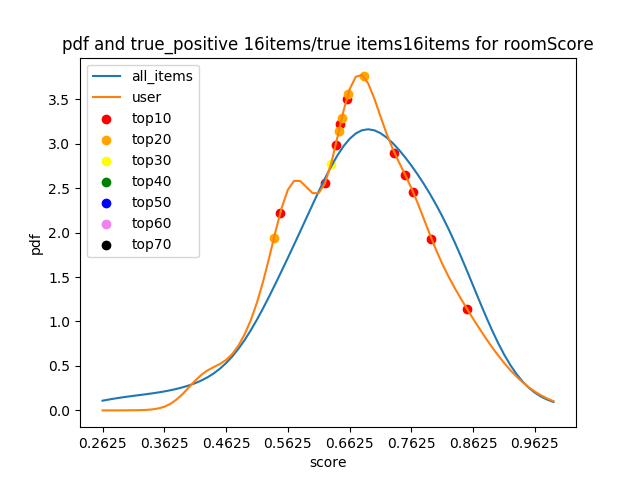 pdf and true_positive 16items/true items16items for roomScore
all_items
user
top10
top20
top30
top40
top50
top60
top70
pdf
3.5
3.0
2.5
2.0
1.5
1.0
0.5
0.0
0.2625 0.3625 0.4625 0.5625 0.6625 0.7625 0.8625 0.9625
score